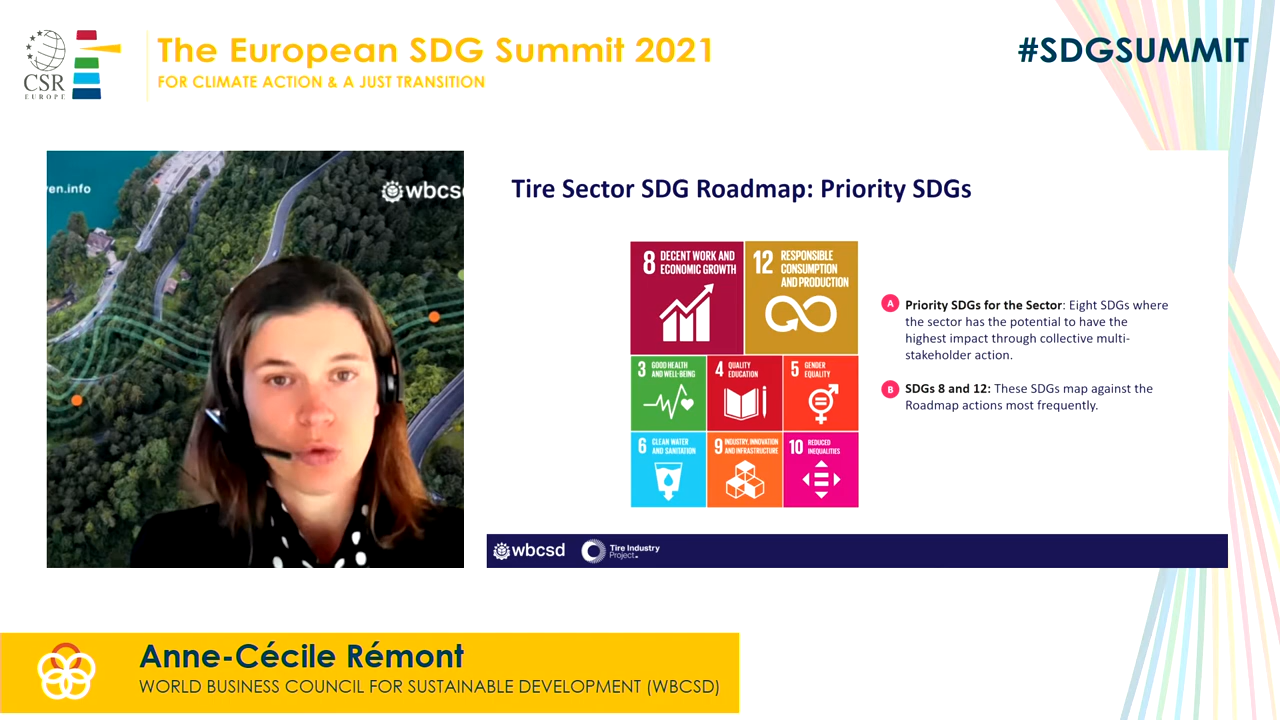 CSR
EUROPE
The European SDG Summit 2021
FOR CLIMATE ACTION & A JUST TRANSITION
#SDGSUMMIT
ven.info
wbcsd
Tire Sector SDG Roadmap: Priority SDGs
8 DECENT WORK AND
ECONOMIC GROWTH
12 RESPONSIBLE
CONSUMPTION
AND PRODUCTION
3 GOOD HEALTH
AND WELL-BEING
4 QUALITY
EDUCATION
5 GENDER
EQUALITY
6 CLEAN WATER
AND SANITATION
9 INDUSTRY, INNOVATION
AND INFRASTRUCTURE
10 REDUCED
INEQUALITIES
A Priority SDGs for the Sector: Eight SDGs where
the sector has the potential to have the
highest impact through collective multi-
stakeholder action.
B SDGs 8 and 12: These SDGs map against the
Roadmap actions most frequently.
wbcsd
Tire Industry
Project
Anne-Cécile Rémont
WORLD BUSINESS COUNCIL FOR SUSTAINABLE DEVELOPMENT (WBCSD)